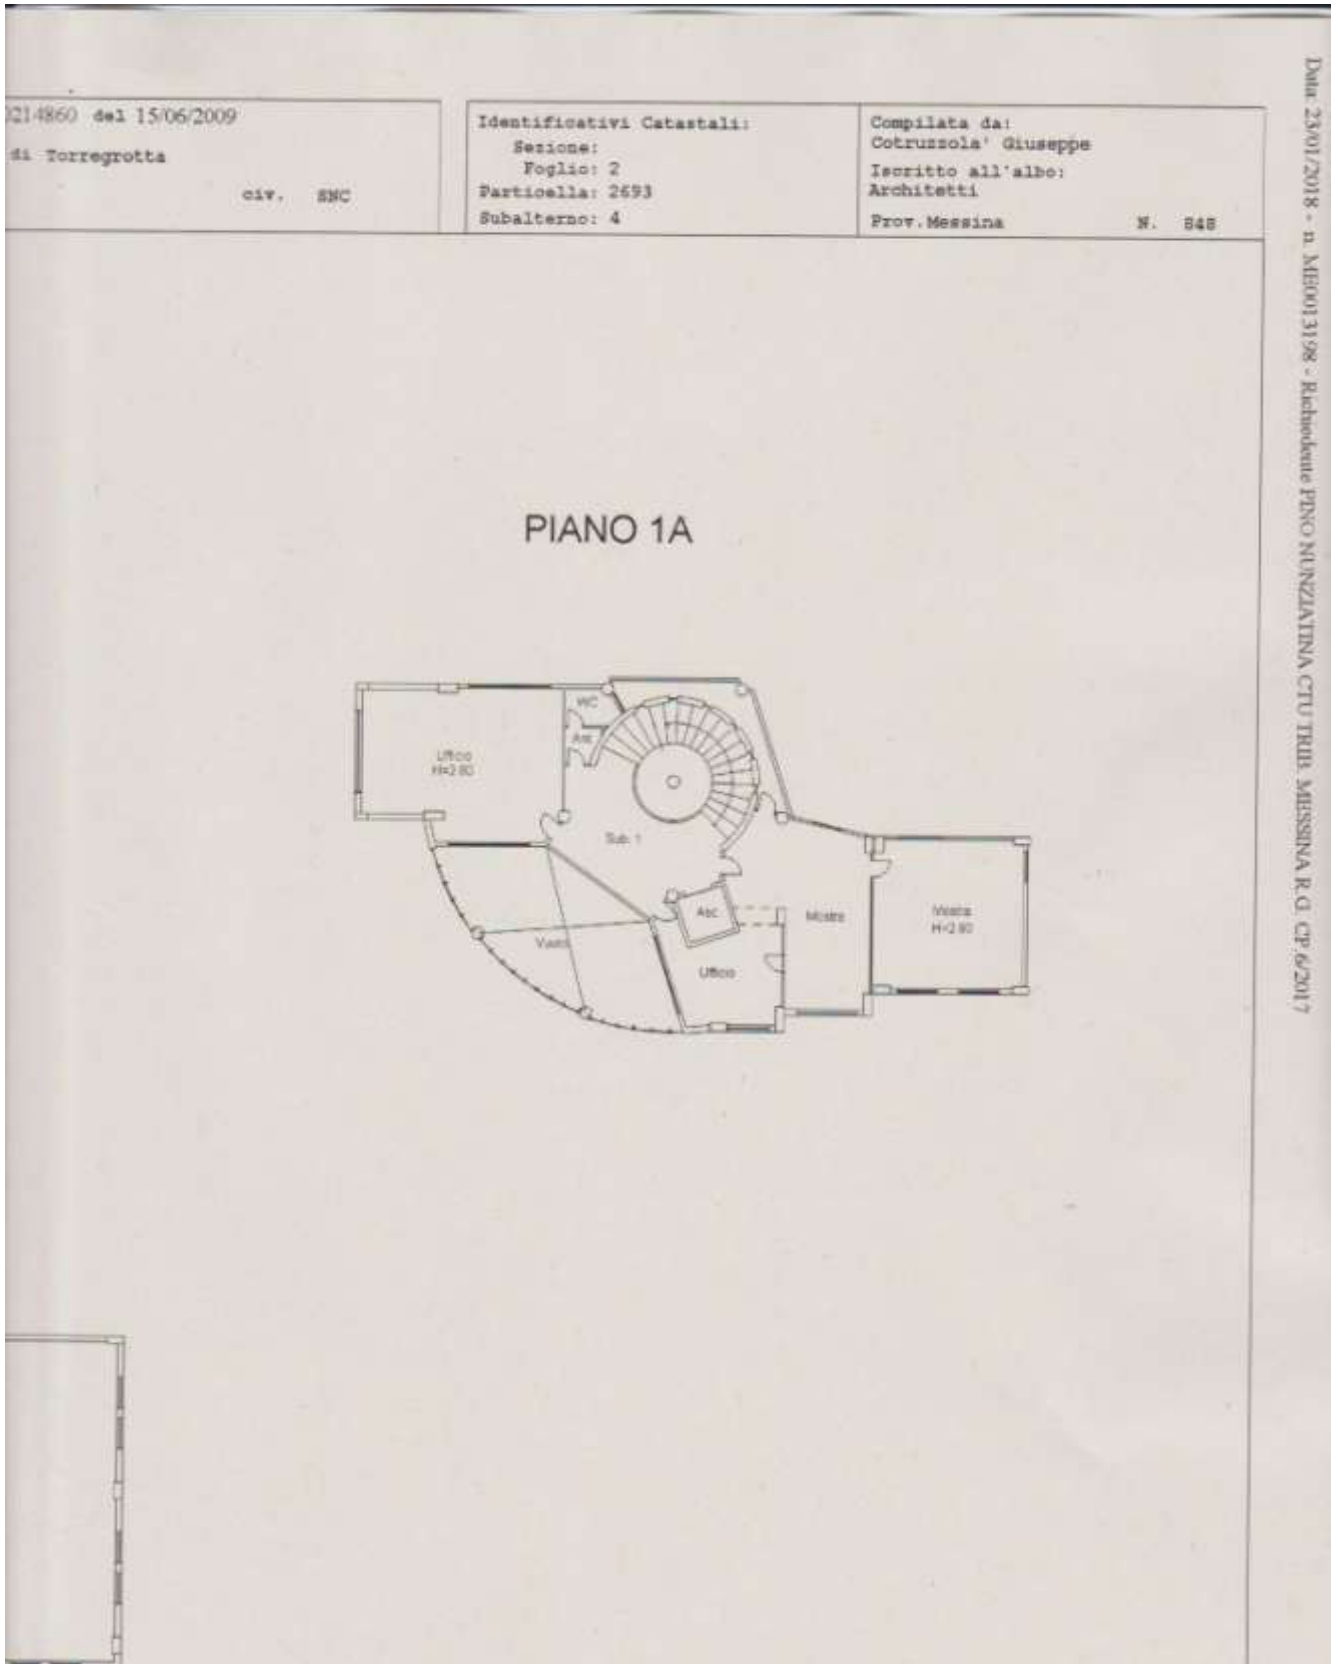 0214860 del 15/06/2009
di Torregrotta
civ. SNC
Identificativi Catastali:
Sezione:
Foglio: 2
Particella: 2693
Subalterno: 4
Compilata da:
Cotruzzola' Giuseppe
Iscritto all'albo:
Architetti
Prov.Messina N. 848
Data: 23/01/2018 - n. ME0013198 - Richiedente PINO NUNZIATINA CTU TRIB. MESSINA R.G. CP.6/2017
PIANO 1A
WC
Ant
Ufficio
H=2.80
Sub. 1
Asc
Mostra
Mostra
H=2.80
Vuoto
Ufficio